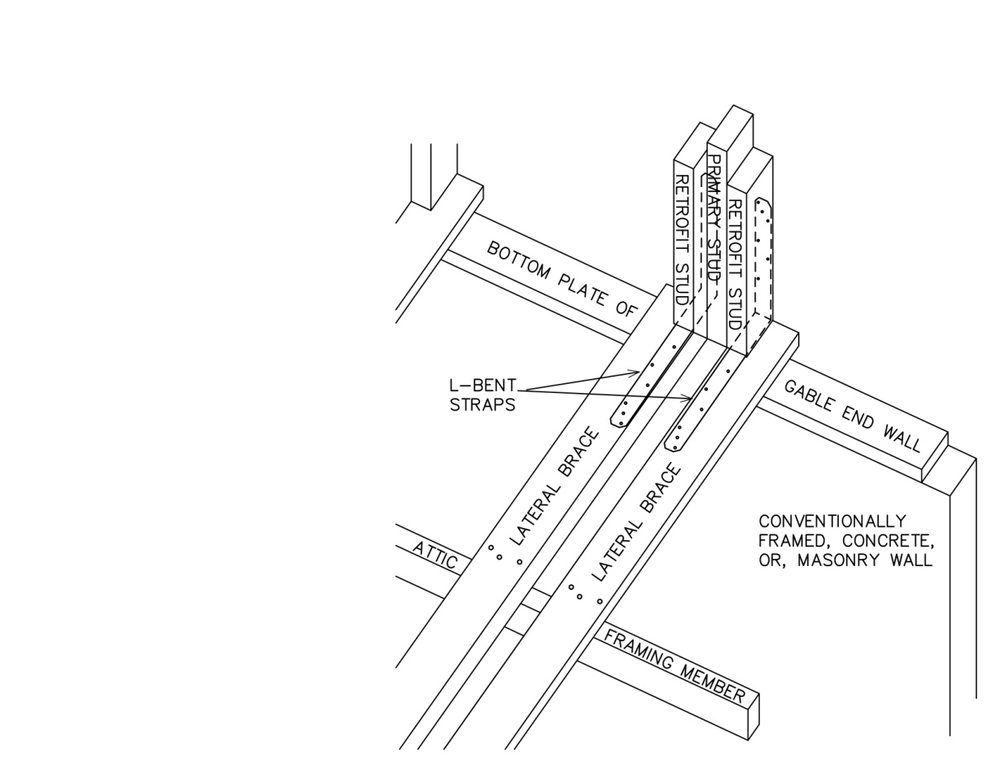 RETROFIT STUD
PRIMARY STUD
RETROFIT STUD
BOTTOM PLATE OF
GABLE END WALL
L-BENT
STRAPS
LATERAL BRACE
LATERAL BRACE
CONVENTIONALLY
FRAMED, CONCRETE,
OR, MASONRY WALL
ATTIC
FRAMING MEMBER